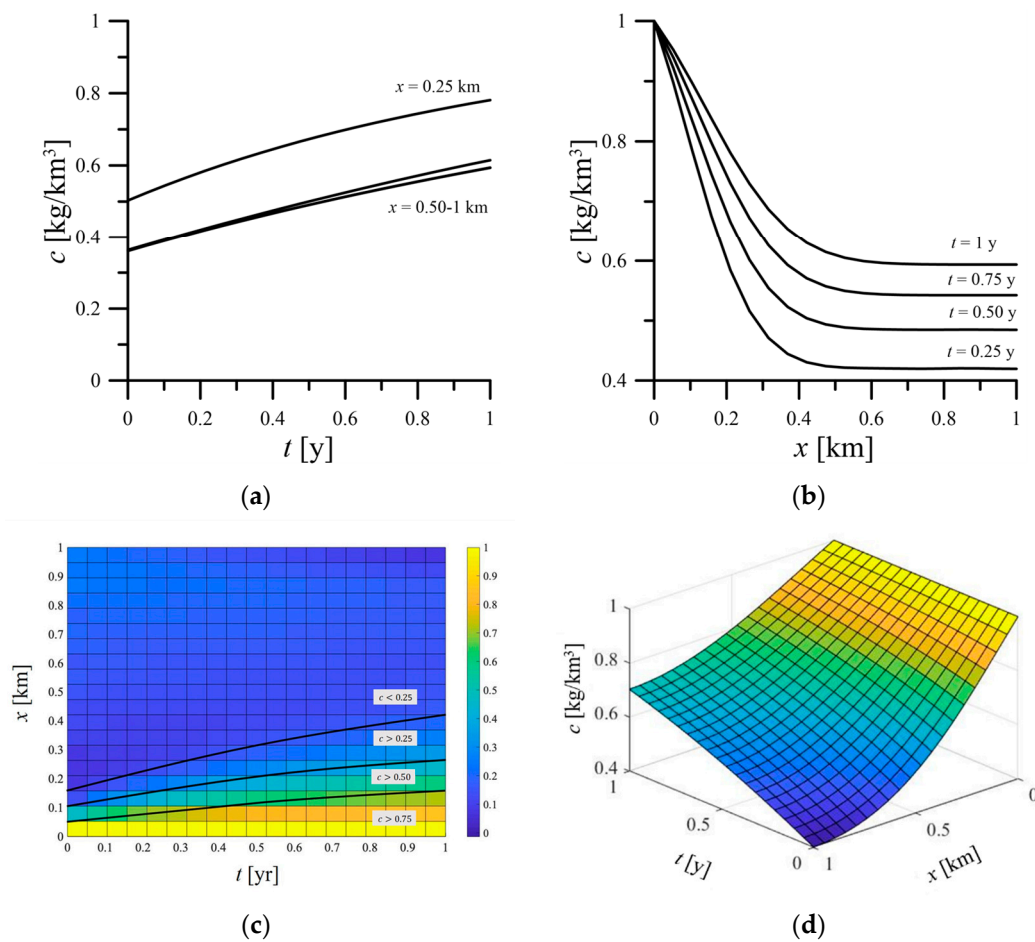 1
0.8
0.6
0.4
0.2
0
c [kg/km³]
x = 0.25 km
x = 0.50-1 km
0 0.2 0.4 0.6 0.8 1
t [y]
(a)
1
0.8
0.6
0.4
c [kg/km³]
t = 1 y
t = 0.75 y
t = 0.50 y
t = 0.25 y
0 0.2 0.4 0.6 0.8 1
x [km]
(b)
1
0.9
0.8
0.7
0.6
0.5
0.4
0.3
0.2
0.1
0
x [km]
c < 0.25
c > 0.25
c > 0.50
c > 0.75
0 0.1 0.2 0.3 0.4 0.5 0.6 0.7 0.8 0.9 1
t [yr]
1
0.9
0.8
0.7
0.6
0.5
0.4
0.3
0.2
0.1
0
(c)
1
0.8
0.6
0.4
c [kg/km³]
1
0.5
0
t [y]
1
0.5
0
x [km]
(d)